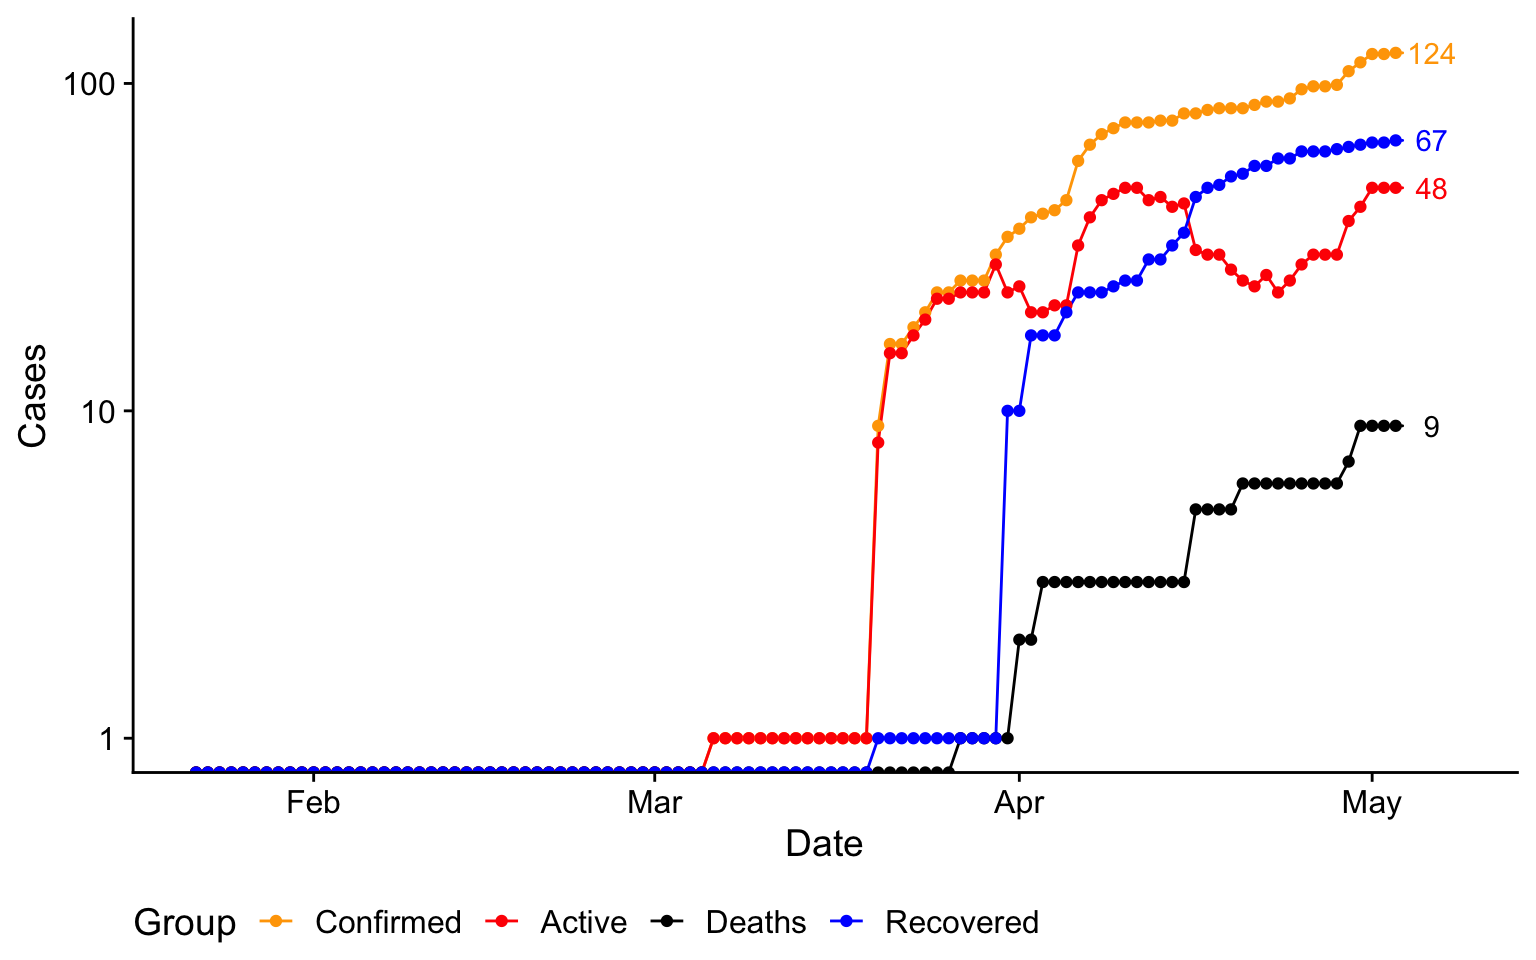 124
100
67
48
10
9
1
Cases
Feb Mar Apr May
Date
Group Confirmed Active Deaths Recovered